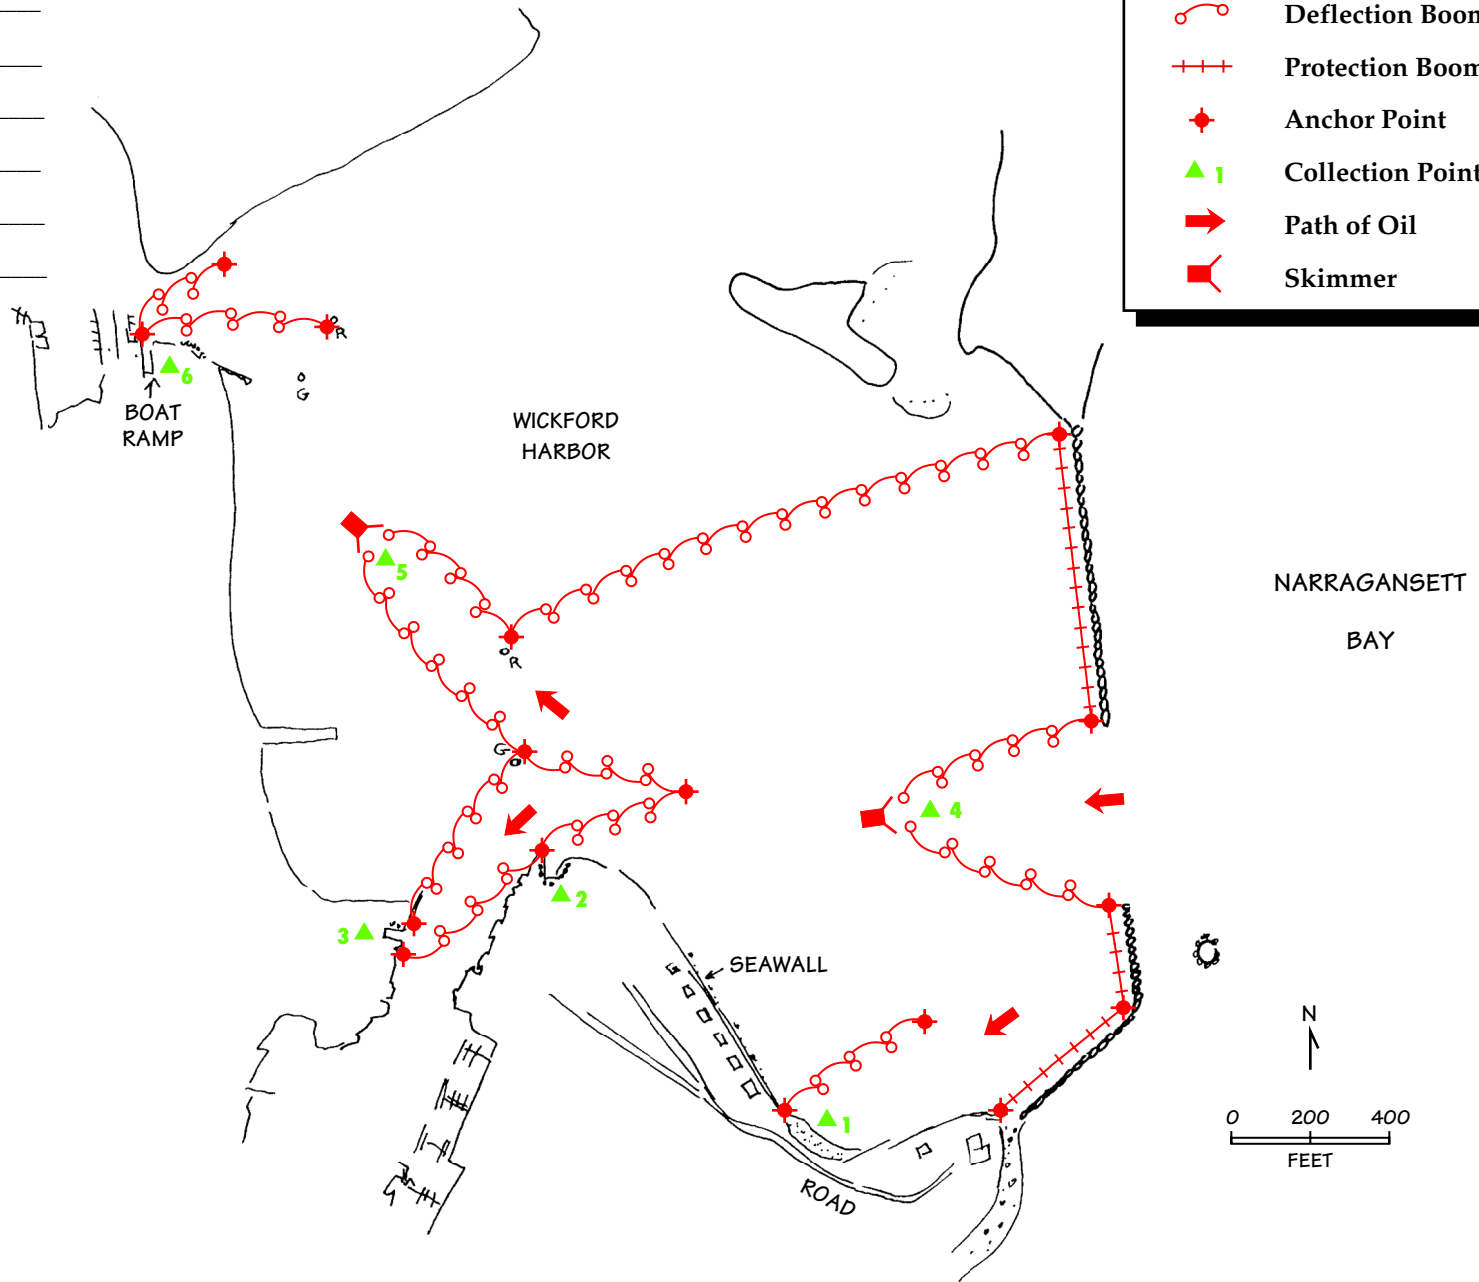 Deflection Boom
Protection Boom
Anchor Point
1 Collection Point
Path of Oil
Skimmer
R
6
G
BOAT
RAMP
WICKFORD
HARBOR
5
NARRAGANSETT
BAY
R
G
4
2
3
SEAWALL
N
1
0 200 400
FEET
ROAD